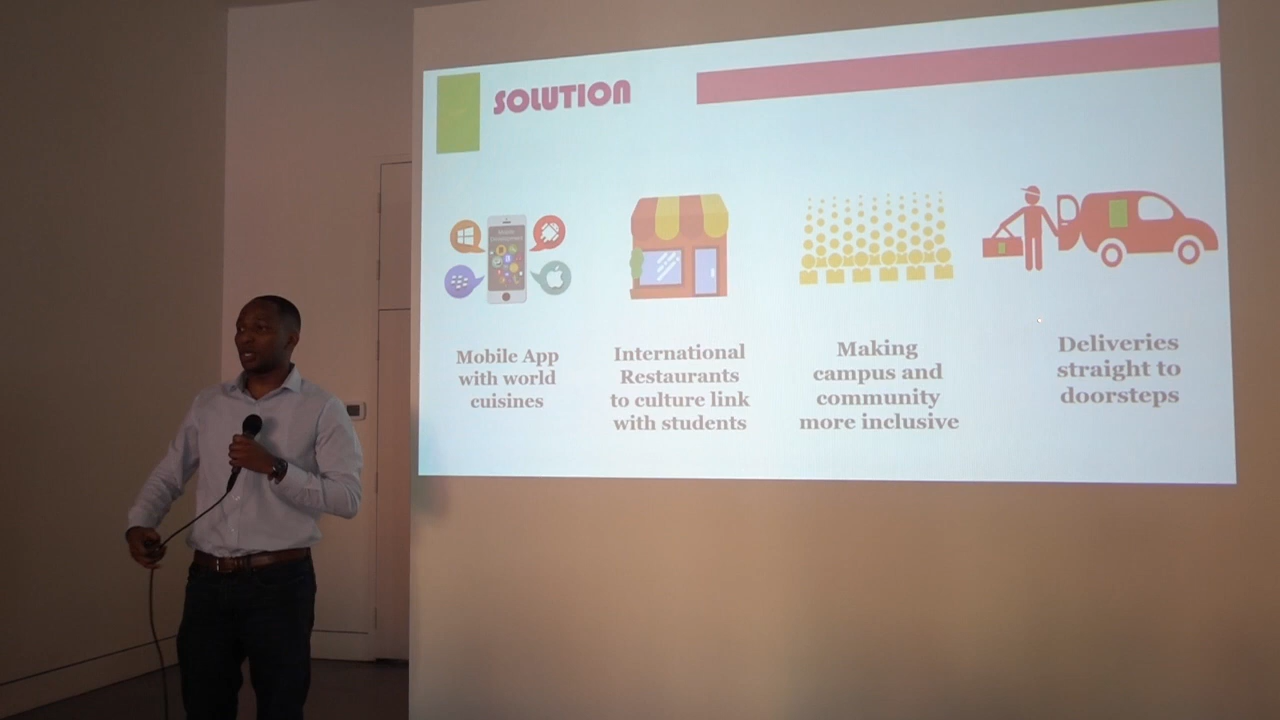 SOLUTION
Mobile App
with world
cuisines
International
Restaurants
to culture link
with students
Making
campus and
community
more inclusive
Deliveries
straight to
doorsteps